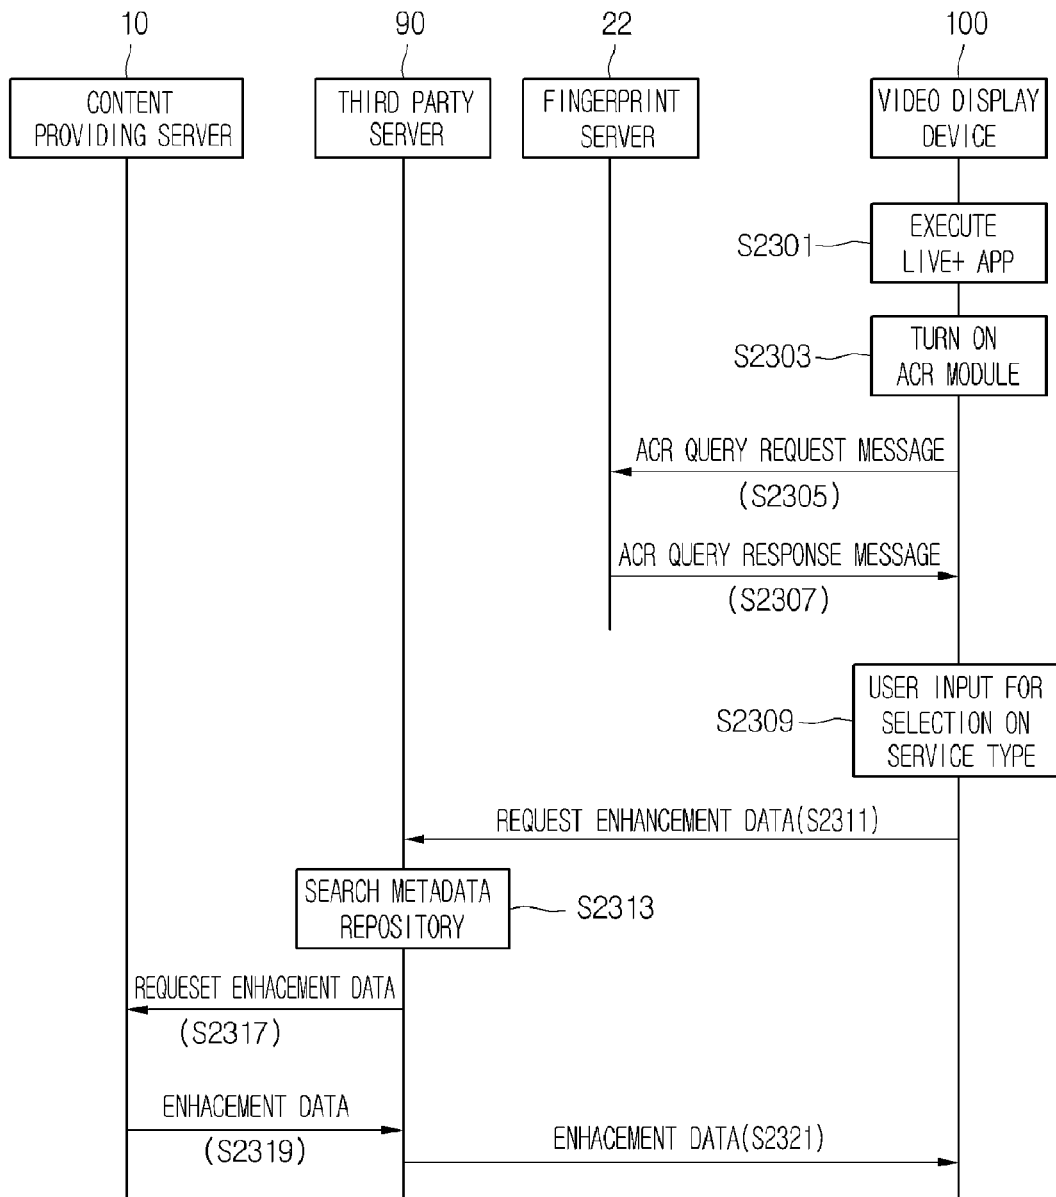 10
90
22
100
CONTENT
PROVIDING SERVER
THIRD PARTY
SERVER
FINGERPRINT
SERVER
VIDEO DISPLAY
DEVICE
S2301
EXECUTE
LIVE+ APP
S2303
TURN ON
ACR MODULE
ACR QUERY REQUEST MESSAGE
(S2305)
ACR QUERY RESPONSE MESSAGE
(S2307)
S2309
USER INPUT FOR
SELECTION ON
SERVICE TYPE
REQUEST ENHANCEMENT DATA(S2311)
SEARCH METADATA
REPOSITORY
S2313
REQUESET ENHACEMENT DATA
(S2317)
ENHACEMENT DATA
(S2319)
ENHACEMENT DATA(S2321)